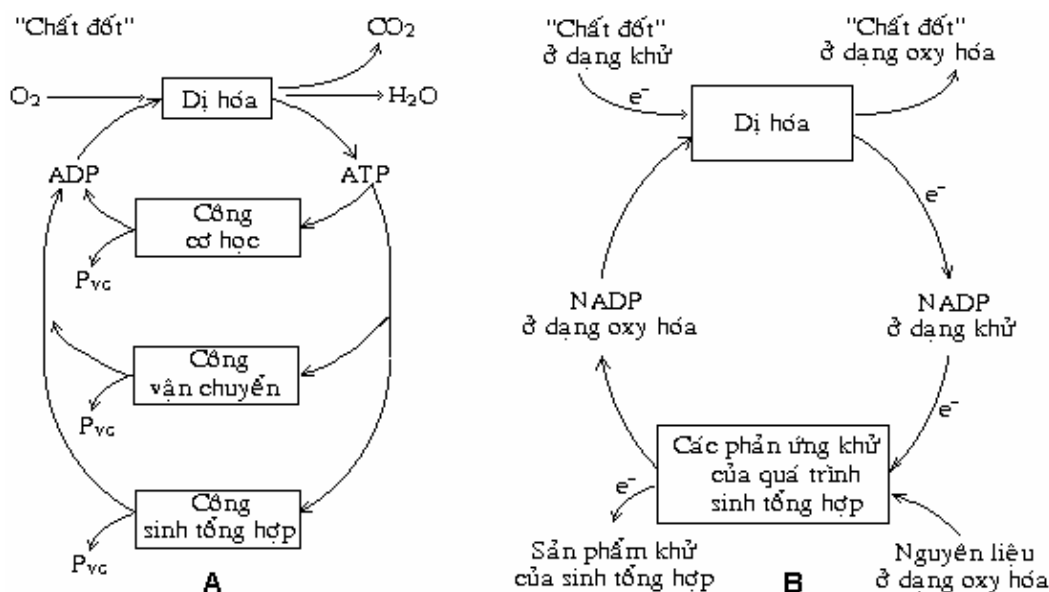 "Chất đốt"
CO₂
O₂
Dị hóa
H₂O
ADP
ATP
Công
cơ học
Pvc
Công
vận chuyển
Pvc
Công
sinh tổng hợp
Pvc
A
"Chất đốt"
ở dạng khử
"Chất đốt"
ở dạng oxy hóa
e⁻
Dị hóa
e⁻
NADP
ở dạng oxy hóa
NADP
ở dạng khử
e⁻
Các phản ứng khử
của quá trình
sinh tổng hợp
e⁻
Sản phẩm khử
của sinh tổng hợp
Nguyên liệu
ở dạng oxy hóa
B